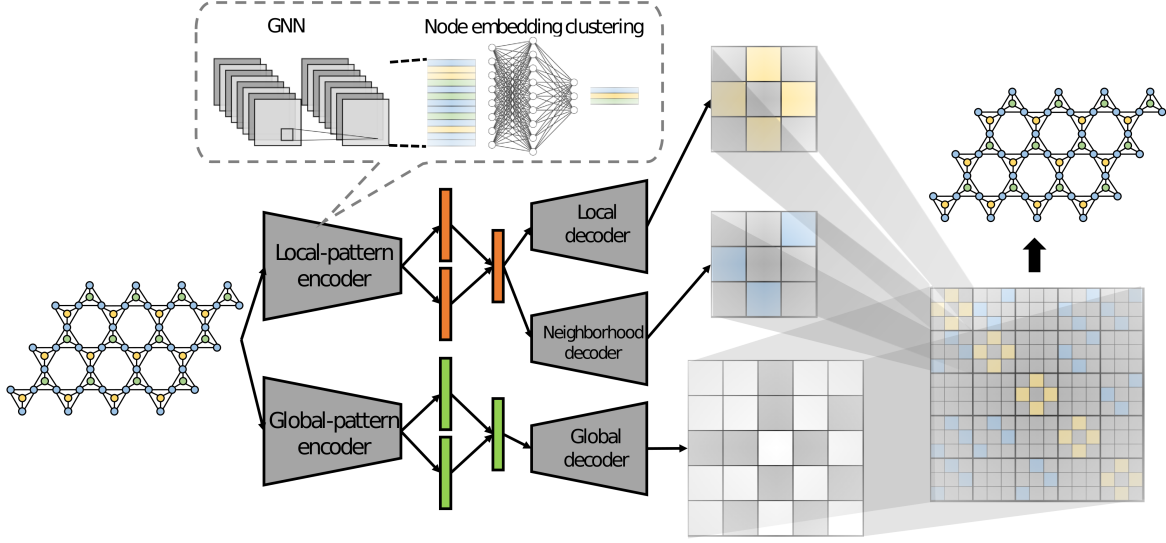 GNN
Node embedding clustering
Local-pattern
encoder
Local
decoder
Neighborhood
decoder
Global-pattern
encoder
Global
decoder